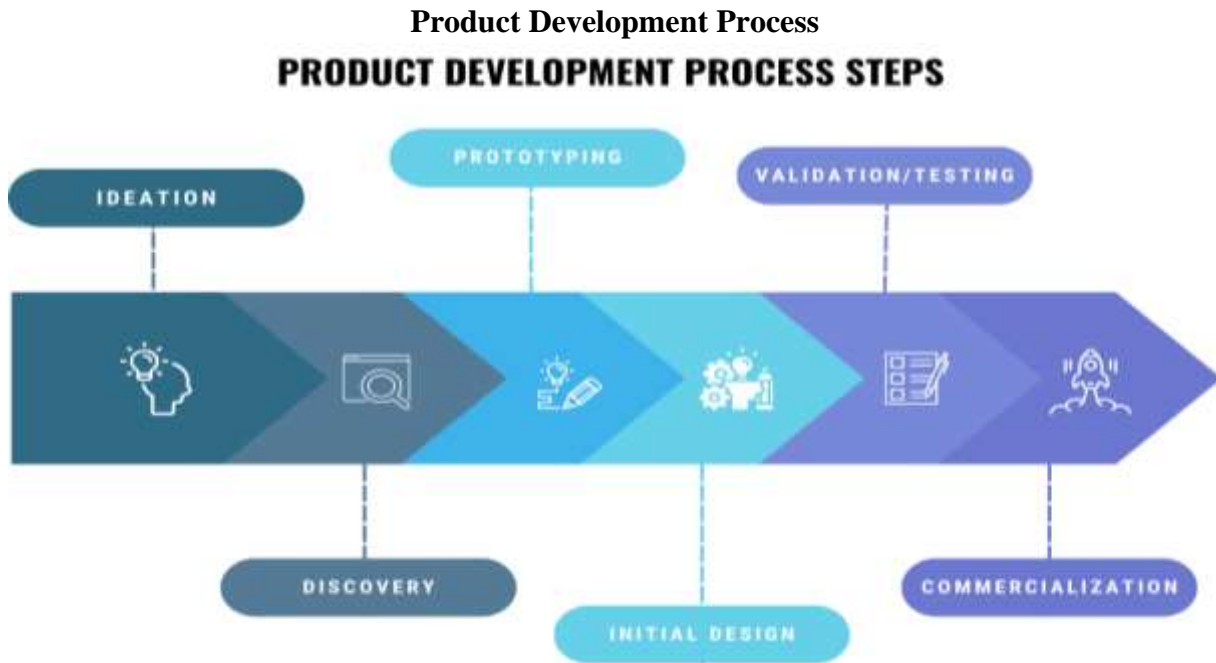 Product Development Process
PRODUCT DEVELOPMENT PROCESS STEPS
IDEATION
PROTOTYPING
VALIDATION/TESTING
DISCOVERY
INITIAL DESIGN
COMMERCIALIZATION